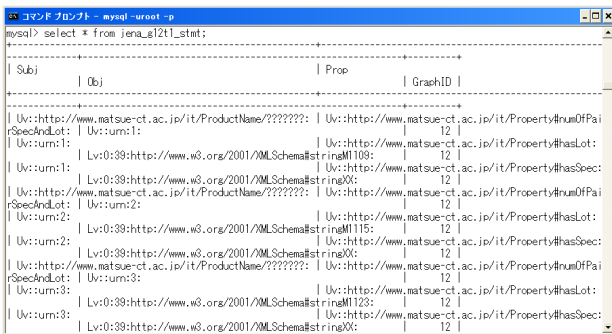 コマンド プロンプト - mysql -uroot -p
mysql> select * from jena_g12t1_stmt;
| Subj | Prop
| Obj | GraphID |
| Uv::http://www.matsue-ct.ac.jp/it/ProductName/???????: | Uv::http://www.matsue-ct.ac.jp/it/Property#numOfPai
rSpecAndLot: | Uv::urn:1: | 12 |
| Uv::urn:1: | Uv::http://www.matsue-ct.ac.jp/it/Property#hasLot:
| Lv:0:39:http://www.w3.org/2001/XMLSchema#stringM1109: | 12 |
| Uv::urn:1: | Uv::http://www.matsue-ct.ac.jp/it/Property#hasSpec:
| Lv:0:39:http://www.w3.org/2001/XMLSchema#stringXX: | 12 |
| Uv::http://www.matsue-ct.ac.jp/it/ProductName/???????: | Uv::http://www.matsue-ct.ac.jp/it/Property#numOfPai
rSpecAndLot: | Uv::urn:2: | 12 |
| Uv::urn:2: | Uv::http://www.matsue-ct.ac.jp/it/Property#hasLot:
| Lv:0:39:http://www.w3.org/2001/XMLSchema#stringM1115: | 12 |
| Uv::urn:2: | Uv::http://www.matsue-ct.ac.jp/it/Property#hasSpec:
| Lv:0:39:http://www.w3.org/2001/XMLSchema#stringXX: | 12 |
| Uv::http://www.matsue-ct.ac.jp/it/ProductName/???????: | Uv::http://www.matsue-ct.ac.jp/it/Property#numOfPai
rSpecAndLot: | Uv::urn:3: | 12 |
| Uv::urn:3: | Uv::http://www.matsue-ct.ac.jp/it/Property#hasLot:
| Lv:0:39:http://www.w3.org/2001/XMLSchema#stringM1123: | 12 |
| Uv::urn:3: | Uv::http://www.matsue-ct.ac.jp/it/Property#hasSpec:
| Lv:0:39:http://www.w3.org/2001/XMLSchema#stringXX: | 12 |